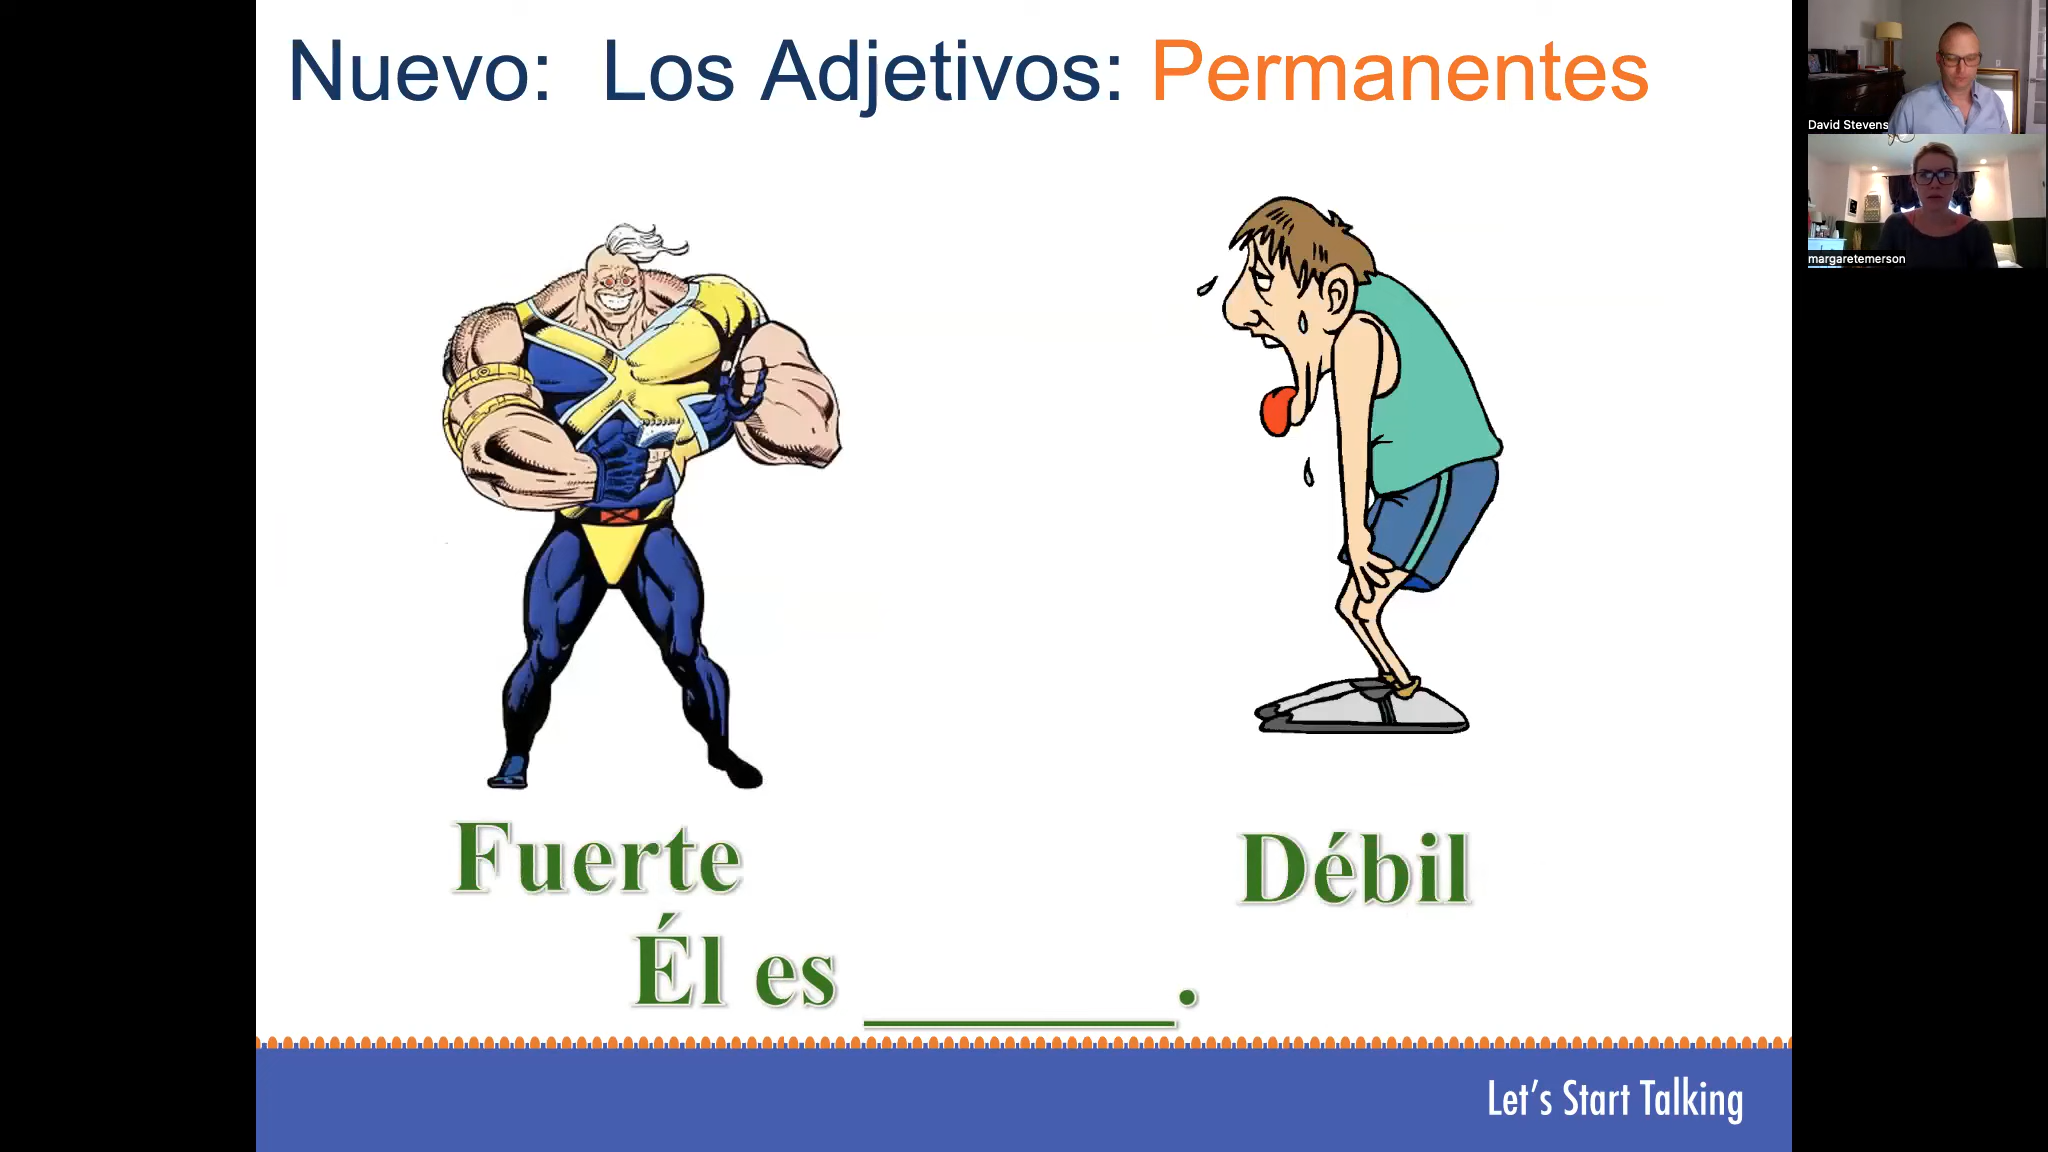 Nuevo: Los Adjetivos: Permanentes
David Stevens
margaretemerson
Fuerte
Débil
Él es ______.
Let's Start Talking